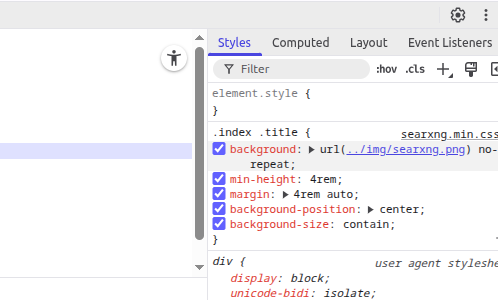 Styles Computed Layout Event Listeners
Filter :hov .cls
element.style {
}
.index .title { searxng.min.css
background: url(../img/searxng.png) no-
repeat;
min-height: 4rem;
margin: 4rem auto;
background-position: center;
background-size: contain;
}
div { user agent styleshe
display: block;
unicode-bidi: isolate;